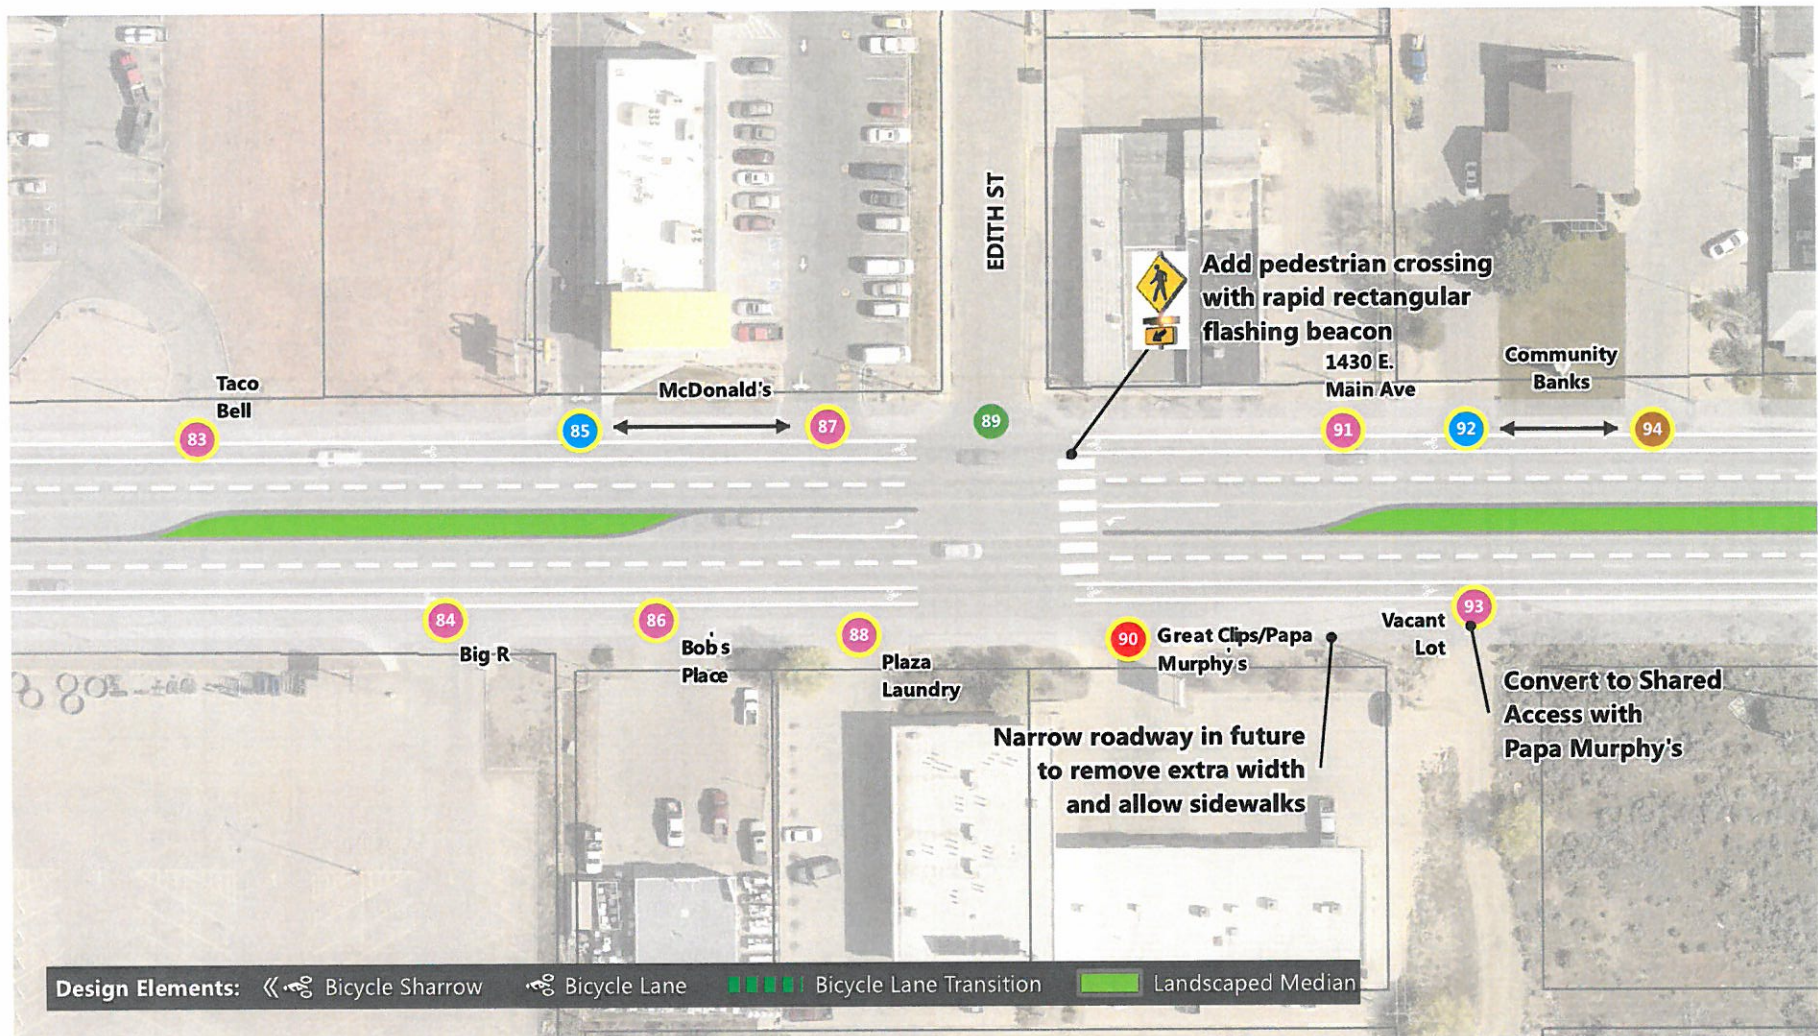 EDITH ST
Add pedestrian crossing
with rapid rectangular
flashing beacon
1430 E.
Main Ave
Community
Banks
Taco
Bell
McDonald's
83
85
87
89
91
92
94
84
86
88
90
93
Big R
Bob's
Place
Plaza
Laundry
Great Clips/Papa
Murphy's
Vacant
Lot
Narrow roadway in future
to remove extra width
and allow sidewalks
Convert to Shared
Access with
Papa Murphy's
Design Elements: Bicycle Sharrow Bicycle Lane Bicycle Lane Transition Landscaped Median